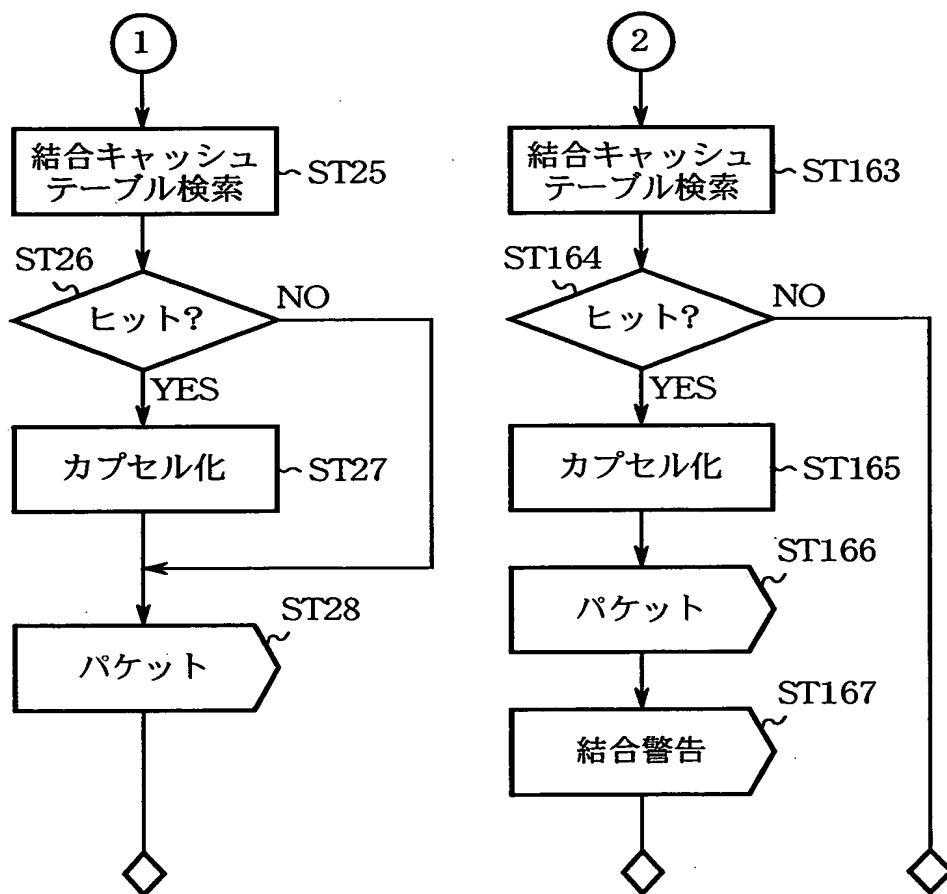 1
結合キャッシュ
テーブル検索
ST25
ST26
ヒット?
NO
YES
カプセル化
ST27
ST28
パケット
2
結合キャッシュ
テーブル検索
ST163
ST164
ヒット?
NO
YES
カプセル化
ST165
ST166
パケット
ST167
結合警告